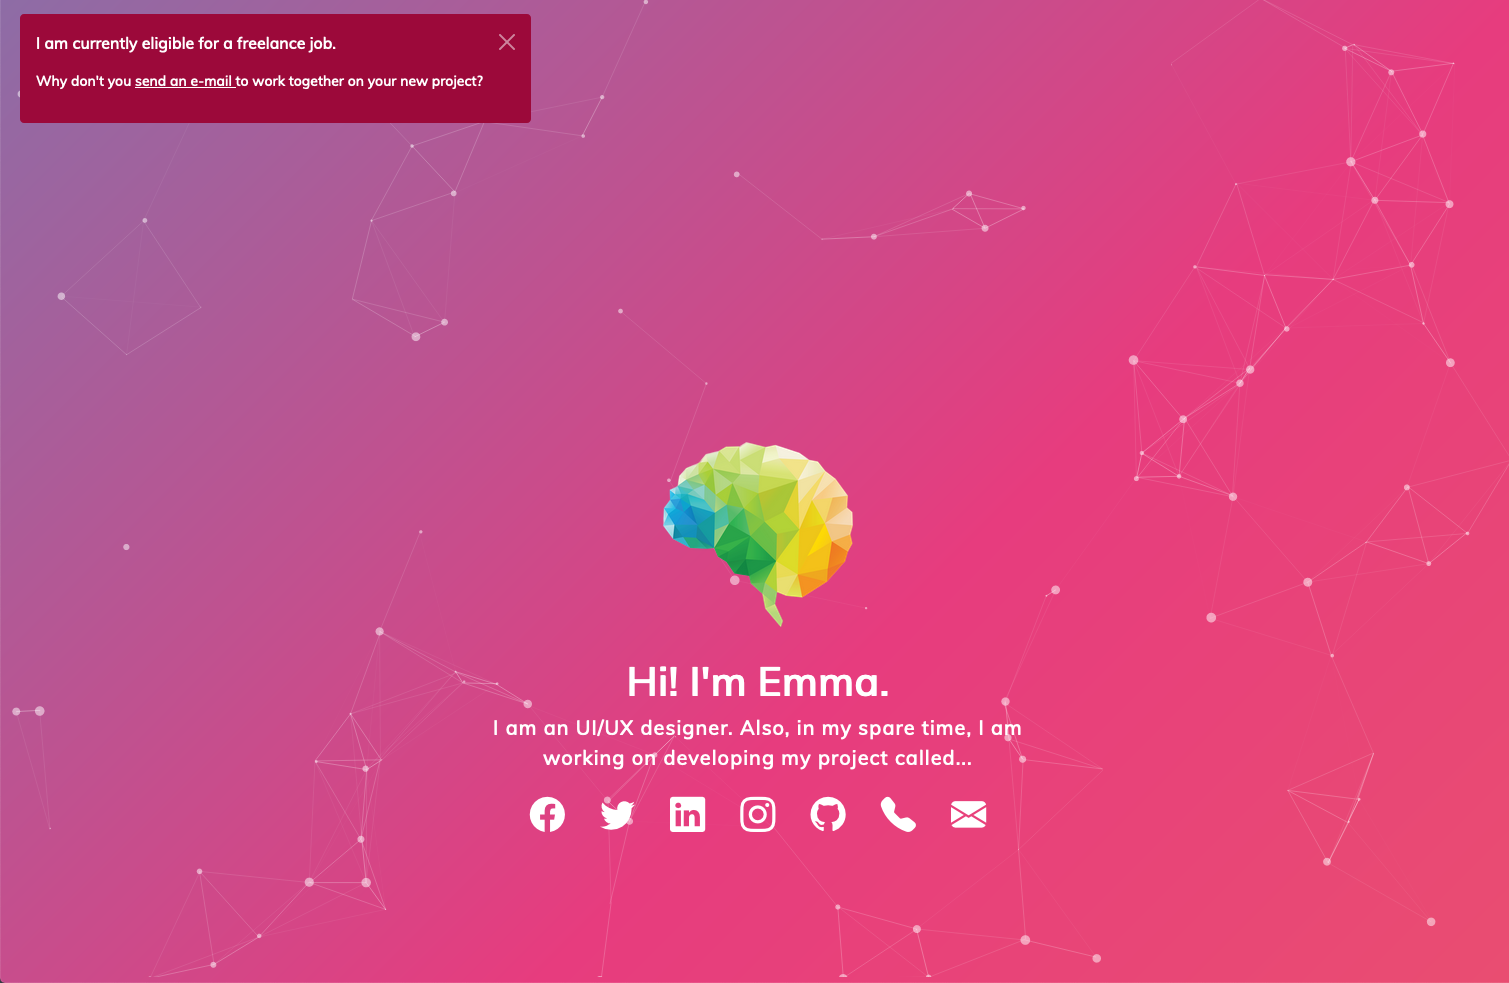 I am currently eligible for a freelance job.
Why don't you send an e-mail to work together on your new project?
Hi! I'm Emma.
I am an UI/UX designer. Also, in my spare time, I am
working on developing my project called...